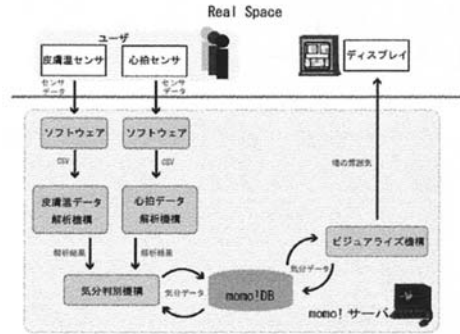 Real Space
ユーザ
皮膚温センサ
心拍センサ
ディスプレイ
センサ
データ
センサ
データ
ソフトウェア
ソフトウェア
CSV
CSV
皮膚温データ
解析機構
心拍データ
解析機構
場の雰囲気
解析結果
解析結果
ビジュアライズ機構
気分判別機構
気分データ
momo!DB
気分データ
momo! サーバ